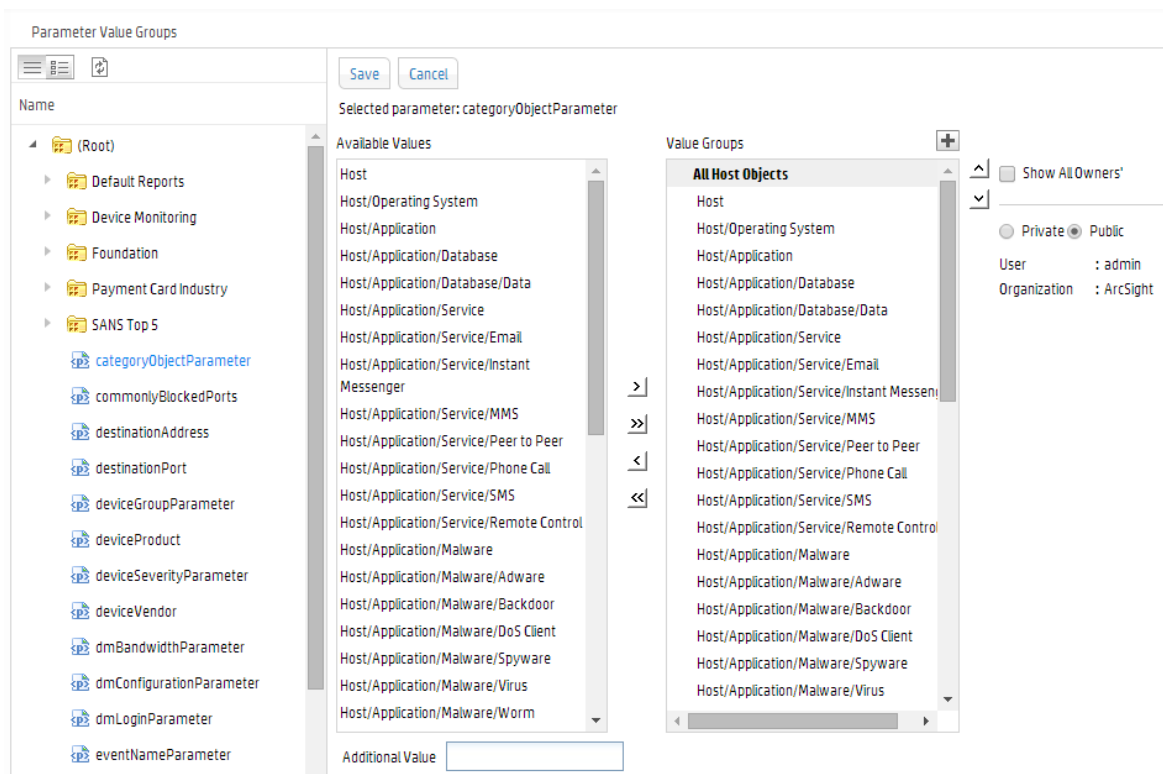 Parameter Value Groups
Name
(Root)
Default Reports
Device Monitoring
Foundation
Payment Card Industry
SANS Top 5
categoryObjectParameter
commonlyBlockedPorts
destinationAddress
destinationPort
deviceGroupParameter
deviceProduct
deviceSeverityParameter
deviceVendor
dmBandwidthParameter
dmConfigurationParameter
dmLoginParameter
eventNameParameter
Save Cancel
Selected parameter: categoryObjectParameter
Available Values
Host
Host/Operating System
Host/Application
Host/Application/Database
Host/Application/Database/Data
Host/Application/Service
Host/Application/Service/Email
Host/Application/Service/Instant
Messenger
Host/Application/Service/MMS
Host/Application/Service/Peer to Peer
Host/Application/Service/Phone Call
Host/Application/Service/SMS
Host/Application/Service/Remote Control
Host/Application/Malware
Host/Application/Malware/Adware
Host/Application/Malware/Backdoor
Host/Application/Malware/DoS Client
Host/Application/Malware/Spyware
Host/Application/Malware/Virus
Host/Application/Malware/Worm
Additional Value
>
>>
<
<<
Value Groups
All Host Objects
Host
Host/Operating System
Host/Application
Host/Application/Database
Host/Application/Database/Data
Host/Application/Service
Host/Application/Service/Email
Host/Application/Service/Instant Messeng
Host/Application/Service/MMS
Host/Application/Service/Peer to Peer
Host/Application/Service/Phone Call
Host/Application/Service/SMS
Host/Application/Service/Remote Control
Host/Application/Malware
Host/Application/Malware/Adware
Host/Application/Malware/Backdoor
Host/Application/Malware/DoS Client
Host/Application/Malware/Spyware
Host/Application/Malware/Virus
Show All Owners'
Private Public
User : admin
Organization : ArcSight